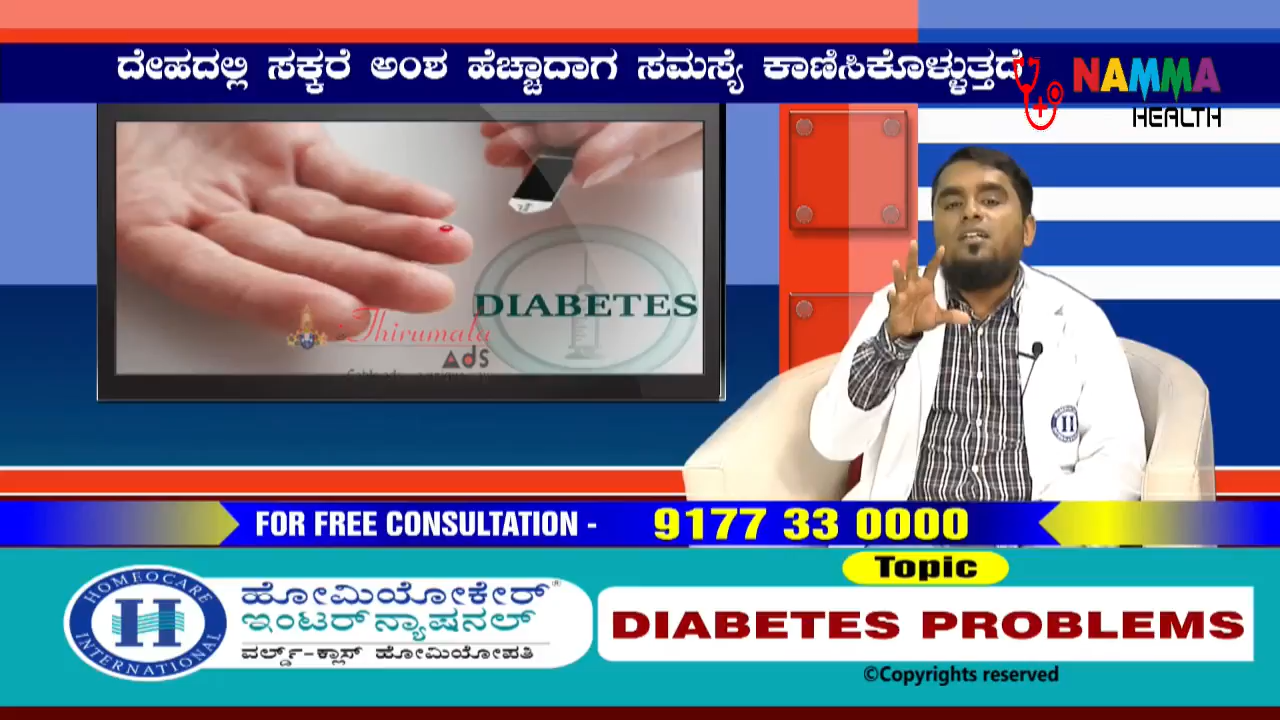 ದೇಹದಲ್ಲಿ ಸಕ್ಕರೆ ಅಂಶ ಹೆಚ್ಚಾದಾಗ ಸಮಸ್ಯೆ ಕಾಣಿಸಿಕೊಳ್ಳುತ್ತದೆ
NAMMA
HEALTH
DIABETES
Thirumala
Ads
FOR FREE CONSULTATION - 9177 33 0000
Topic
HOMEOCARE
INTERNATIONAL
H
ಹೋಮಿಯೋಕೇರ್®
ಇಂಟರ್‌ನ್ಯಾಷನಲ್
ವರ್ಲ್ಡ್-ಕ್ಲಾಸ್ ಹೋಮಿಯೋಪತಿ
DIABETES PROBLEMS
©Copyrights reserved